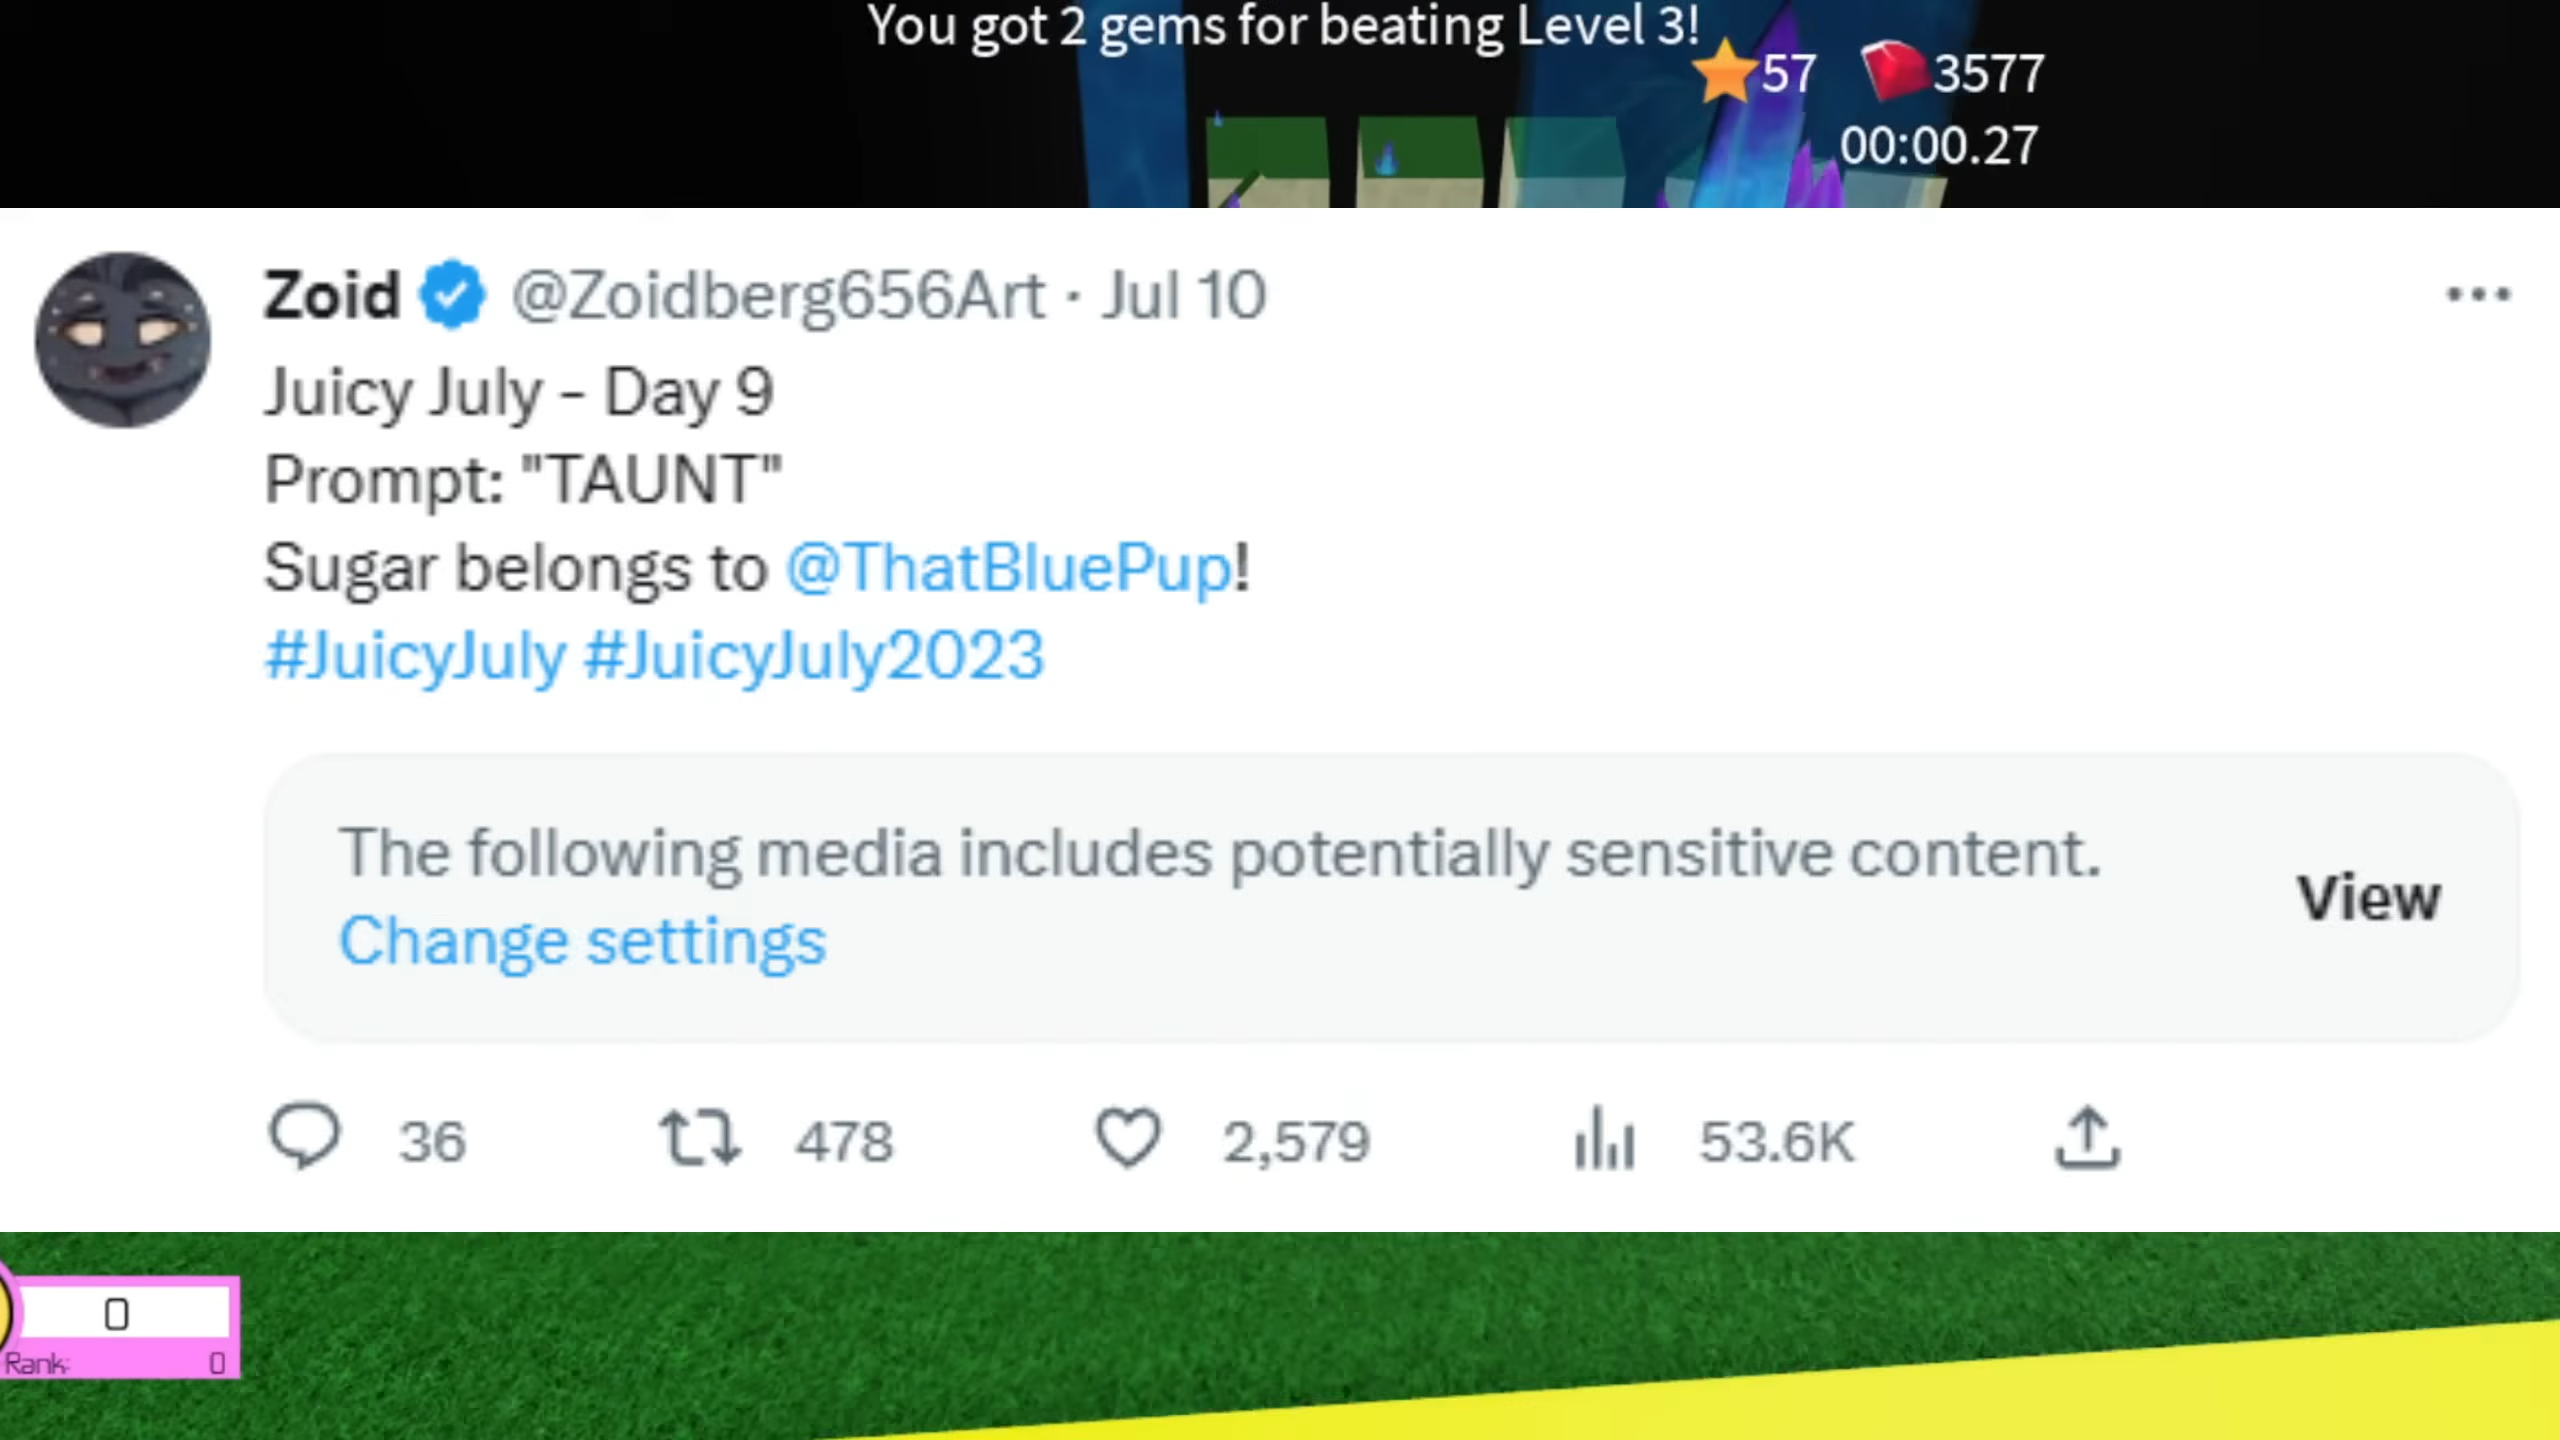 You got 2 gems for beating Level 3!
57 3577
00:00.27
Zoid @Zoidberg656Art · Jul 10
Juicy July - Day 9
Prompt: "TAUNT"
Sugar belongs to @ThatBluePup!
#JuicyJuly #JuicyJuly2023
The following media includes potentially sensitive content.
Change settings
View
36 478 2,579 53.6K
0
Rank: 0